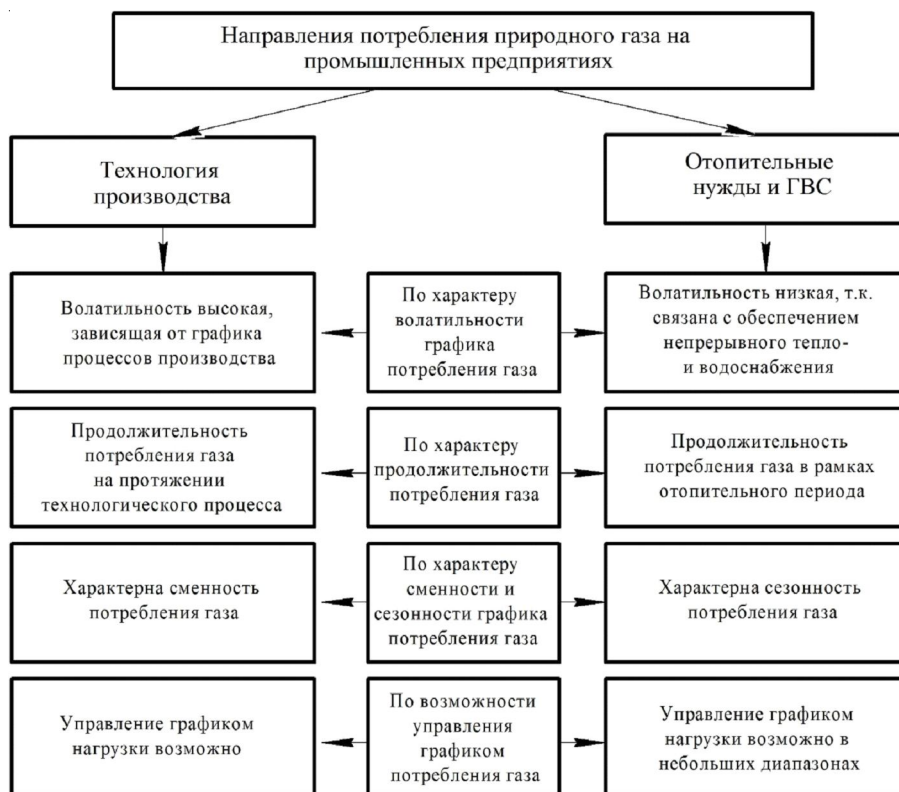 Направления потребления природного газа на
промышленных предприятиях
Технология
производства
Отопительные
нужды и ГВС
Волатильность высокая,
зависящая от графика
процессов производства
По характеру
волатильности
графика
потребления газа
Волатильность низкая, т.к.
связана с обеспечением
непрерывного тепло-
и водоснабжения
Продолжительность
потребления газа
на протяжении
технологического процесса
По характеру
продолжительности
потребления газа
Продолжительность
потребления газа в рамках
отопительного периода
Характерна сменность
потребления газа
По характеру
сменности и
сезонности графика
потребления газа
Характерна сезонность
потребления газа
Управление графиком
нагрузки возможно
По возможности
управления
графиком
потребления газа
Управление графиком
нагрузки возможно в
небольших диапазонах